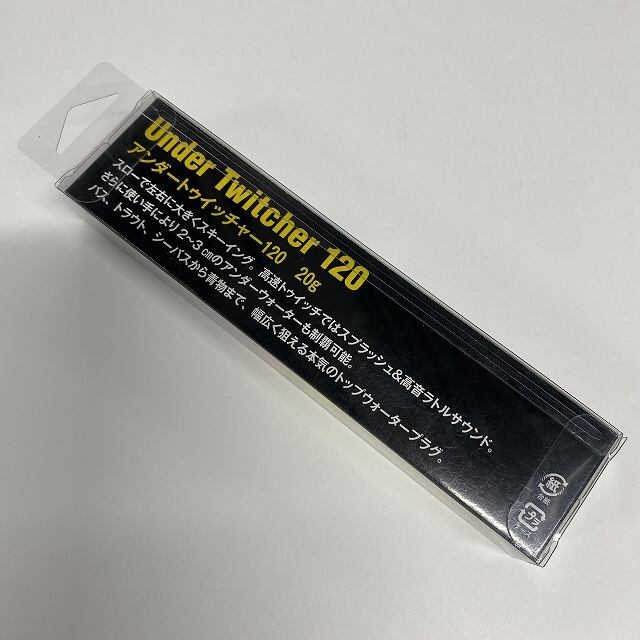 Under Twitcher 120
アンダートゥイッチャー120 20g
スローで左右に大きくスキーイング。高速トゥイッチではスプラッシュ&高音ラトルサウンド。
さらに使い手により2~3㎝のアンダーウォーターも制覇可能。
バス、トラウト、シーバスから青物まで、幅広く狙える本気のトップウォータープラグ。
紙
台紙
プラ